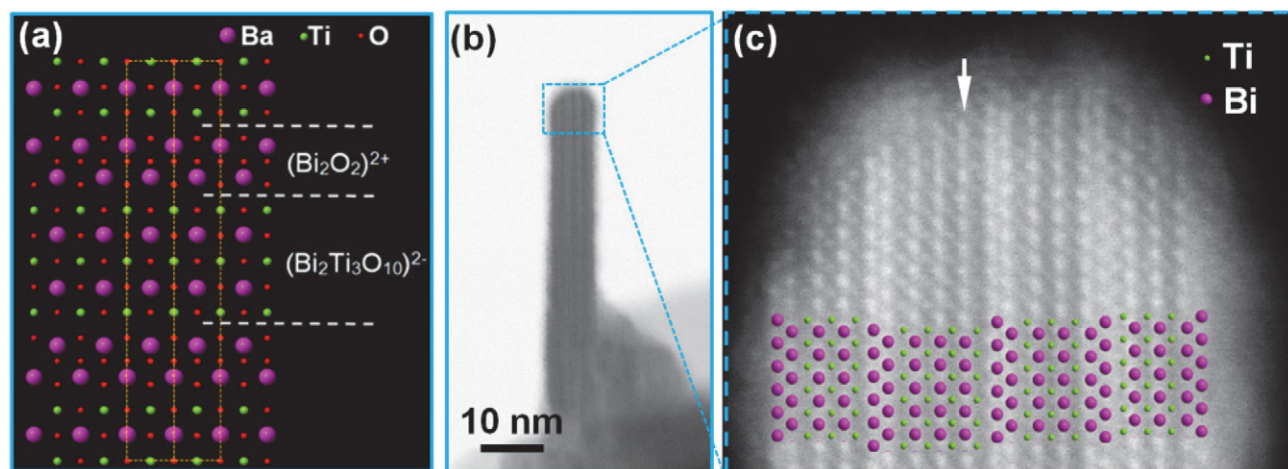 (a) Ba Ti O
(Bi₂O₂)²⁺
(Bi₂Ti₃O₁₀)²⁻
(b)
10 nm
(c)
Ti
Bi